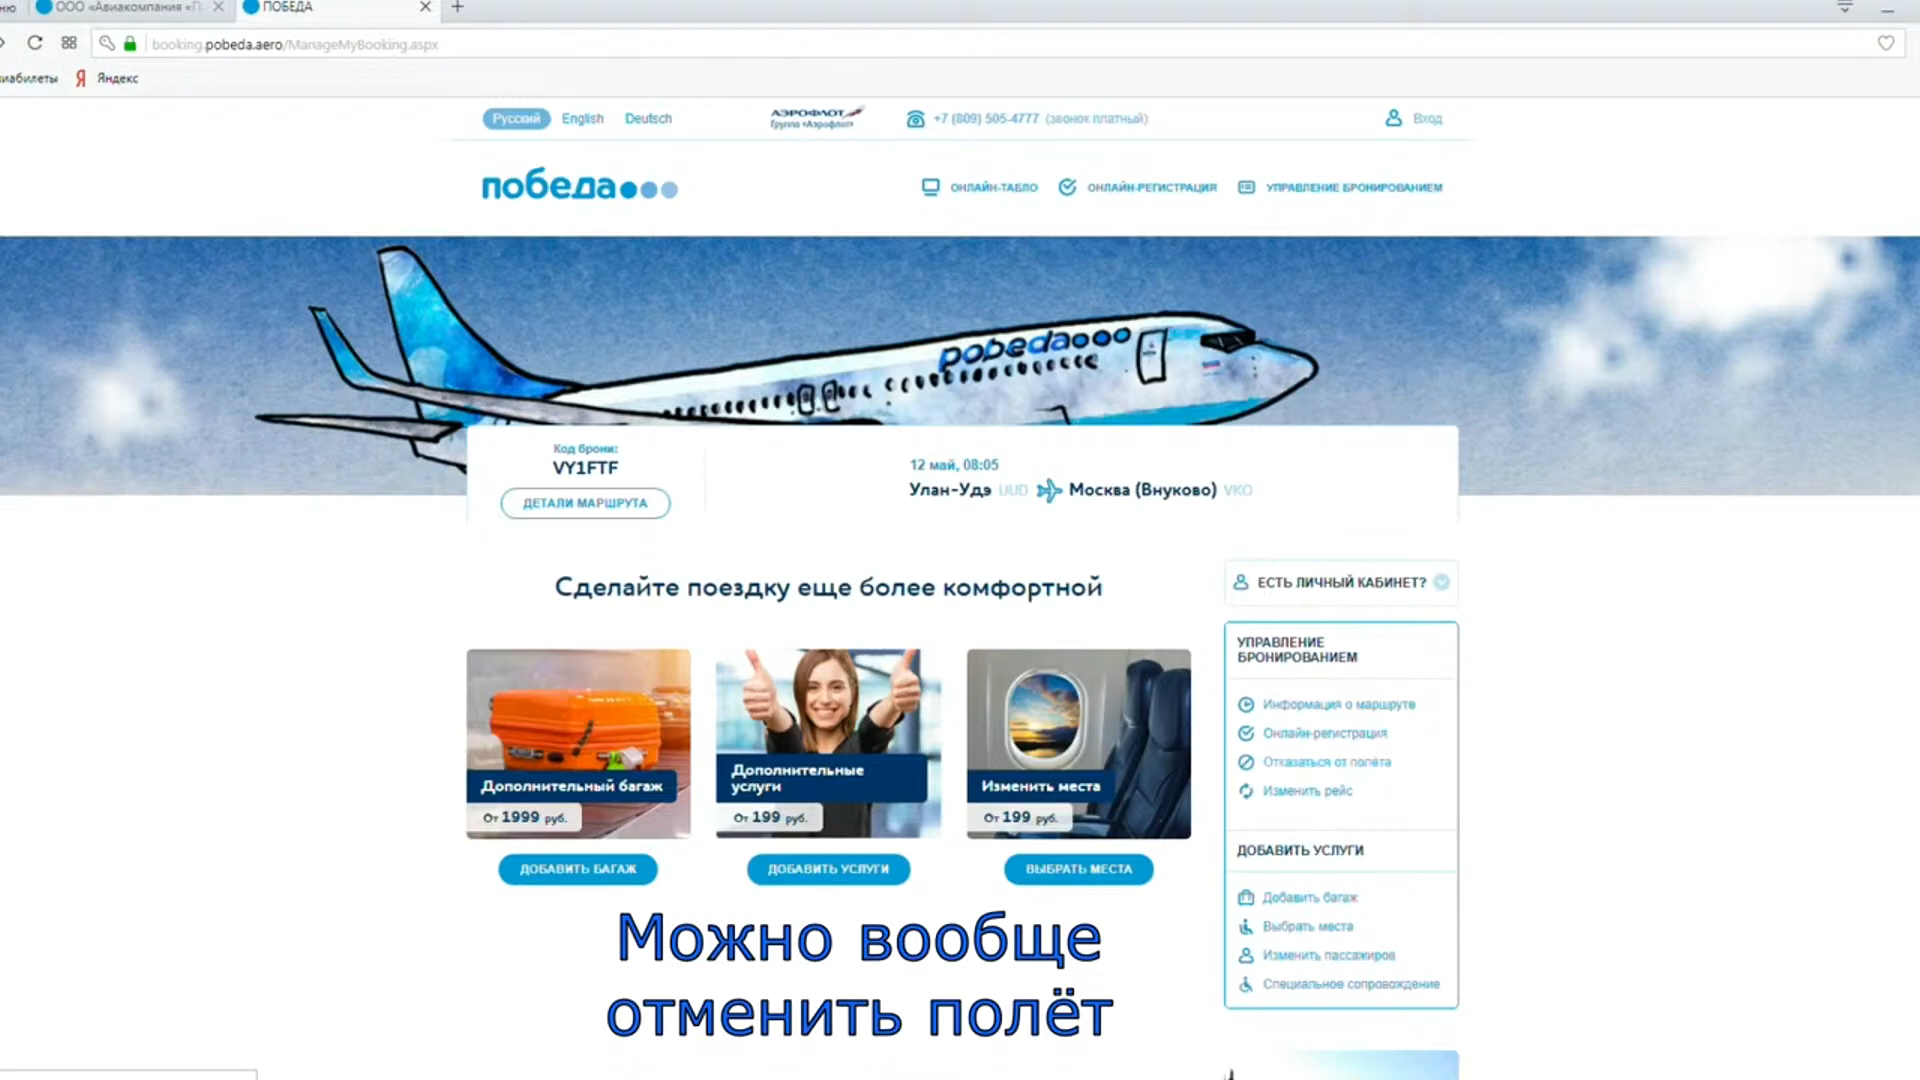 ООО «Авиакомпания «П
ПОБЕДА
booking.pobeda.aero/ManageMyBooking.aspx
Яндекс
Русский English Deutsch
АЭРОФЛОТ
Группа «Аэрофлот»
+7 (809) 505-4777 (звонок платный)
Вход
победа
ОНЛАЙН-ТАБЛО
ОНЛАЙН-РЕГИСТРАЦИЯ
УПРАВЛЕНИЕ БРОНИРОВАНИЕМ
pobeda
Код брони:
VY1FTF
ДЕТАЛИ МАРШРУТА
12 май, 08:05
Улан-Удэ UUD Москва (Внуково) VKO
Сделайте поездку еще более комфортной
Дополнительный багаж
От 1999 руб.
ДОБАВИТЬ БАГАЖ
Дополнительные
услуги
От 199 руб.
ДОБАВИТЬ УСЛУГИ
Изменить места
От 199 руб.
ВЫБРАТЬ МЕСТА
ЕСТЬ ЛИЧНЫЙ КАБИНЕТ?
УПРАВЛЕНИЕ
БРОНИРОВАНИЕМ
Информация о маршруте
Онлайн-регистрация
Отказаться от полёта
Изменить рейс
ДОБАВИТЬ УСЛУГИ
Добавить багаж
Выбрать места
Изменить пассажиров
Специальное сопровождение
Можно вообще
отменить полёт